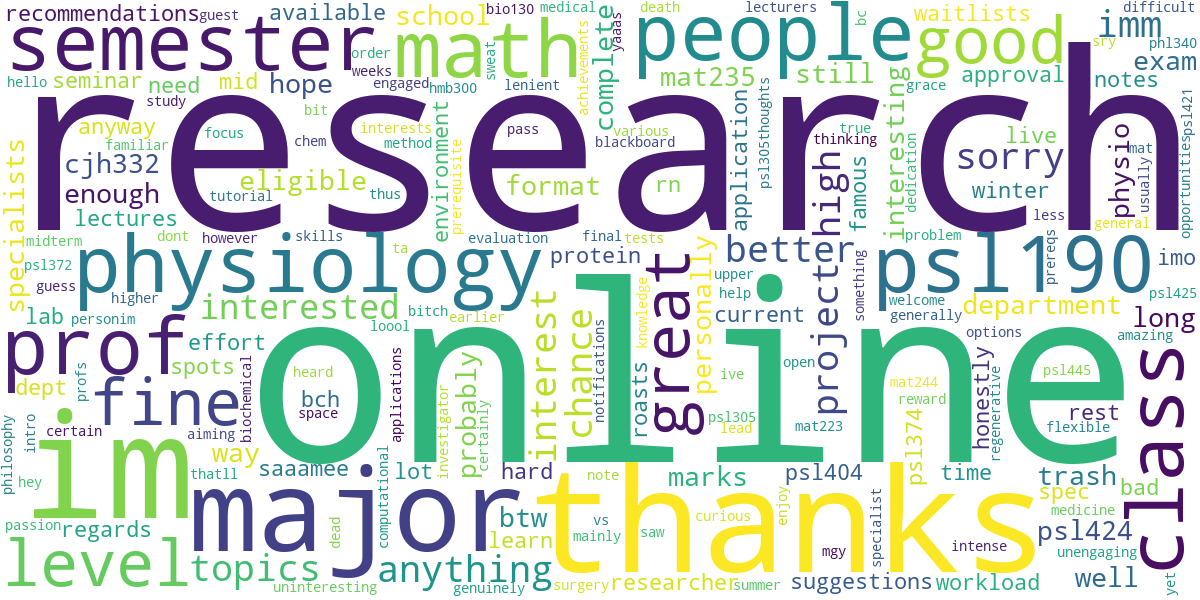 recommendations guest bio130 medical death lecturers bc difficult
semester available school math people good waitlists imm
order sweat yaaas complete phl340
hello seminar need mid hope weeks engaged hmb300 lenient achievements mat235 still approval sry exam
study bit interests pass various application psl305thoughts interesting grace notes
research
anyway focus familiar chem method blackboard true thinking live physio mat opportunitiespsl421
specialists cjh332 enough eligible environment prerequisite format rn high famous dedication sorry usually
tutorial thus winter less general
lectures
midterm dont however skills ta evaluation final tests personally upper problem prereqs
psl372 physiology protein better psl190 imo
guess higher interested great current project something welcome department psl425
lab personim bitch earlier interest chance help generally long
prof effort loool notifications knowledge options amazing
dept profs spots heard online roasts ive open psl445
fine biochemical bch space applications probably investigator certainly psl305 lead mat223 mat244 reward honestly regenerative rest flexible class
philosophy intro certain aiming way psl374
im thatll saaamee computational lot hard marks psl404 time trash
hey major note thanks spec bad
passion regards dead btw vs saw curious enjoy specialist medicine psl424
level topics learn mainly mgy intense unengaging
anything surgery researcher summer suggestions workload well yet
uninteresting genuinely